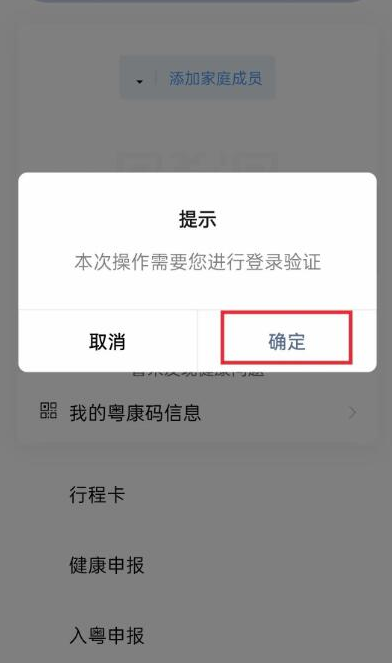 添加家庭成员
提示
本次操作需要您进行登录验证
取消
确定
我的粤康码信息
行程卡
健康申报
入粤申报